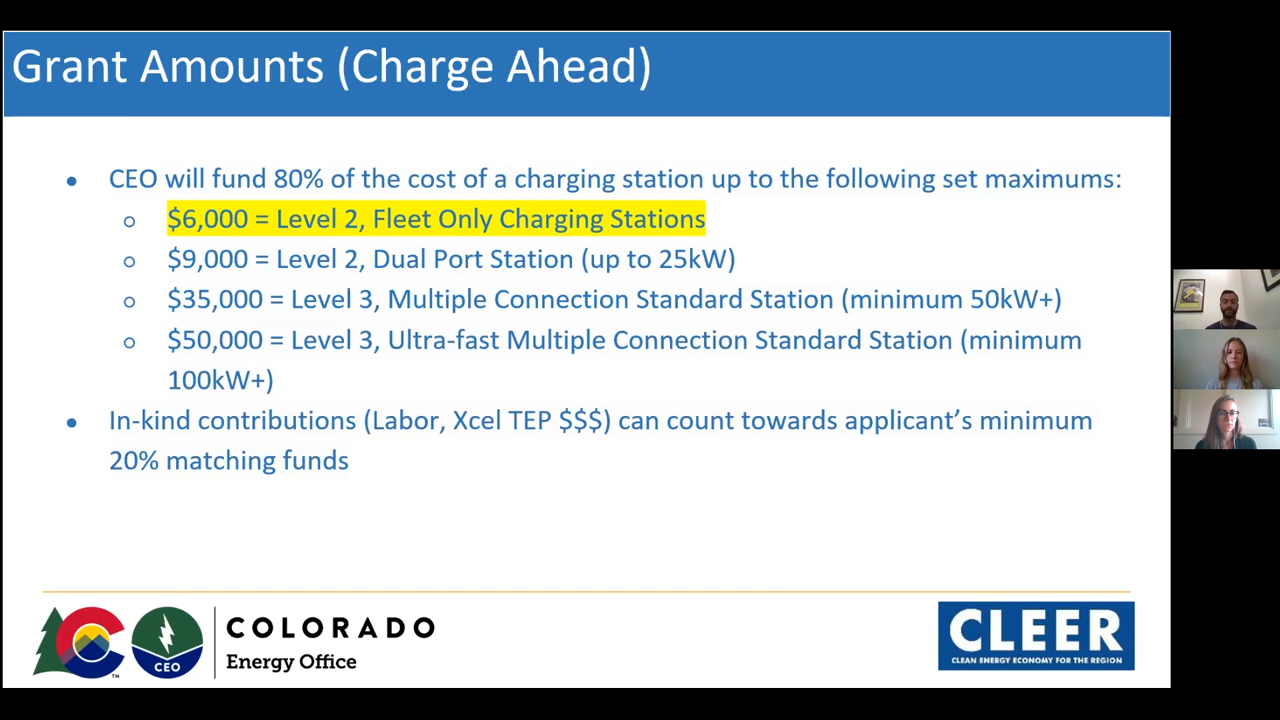 Grant Amounts (Charge Ahead)
● CEO will fund 80% of the cost of a charging station up to the following set maximums:
o $6,000 = Level 2, Fleet Only Charging Stations
o $9,000 = Level 2, Dual Port Station (up to 25kW)
o $35,000 = Level 3, Multiple Connection Standard Station (minimum 50kW+)
o $50,000 = Level 3, Ultra-fast Multiple Connection Standard Station (minimum
100kW+)
● In-kind contributions (Labor, Xcel TEP $$$) can count towards applicant’s minimum
20% matching funds
CEO
TM
COLORADO
Energy Office
CLEER
CLEAN ENERGY ECONOMY FOR THE REGION